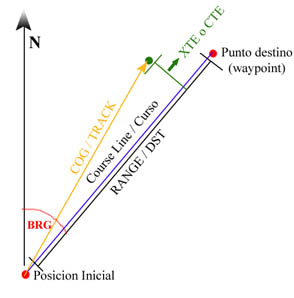 N
XTE o CTE
Punto destino
(waypoint)
COG / TRACK
Course Line / Curso
RANGE / DST
BRG
Posicion Inicial